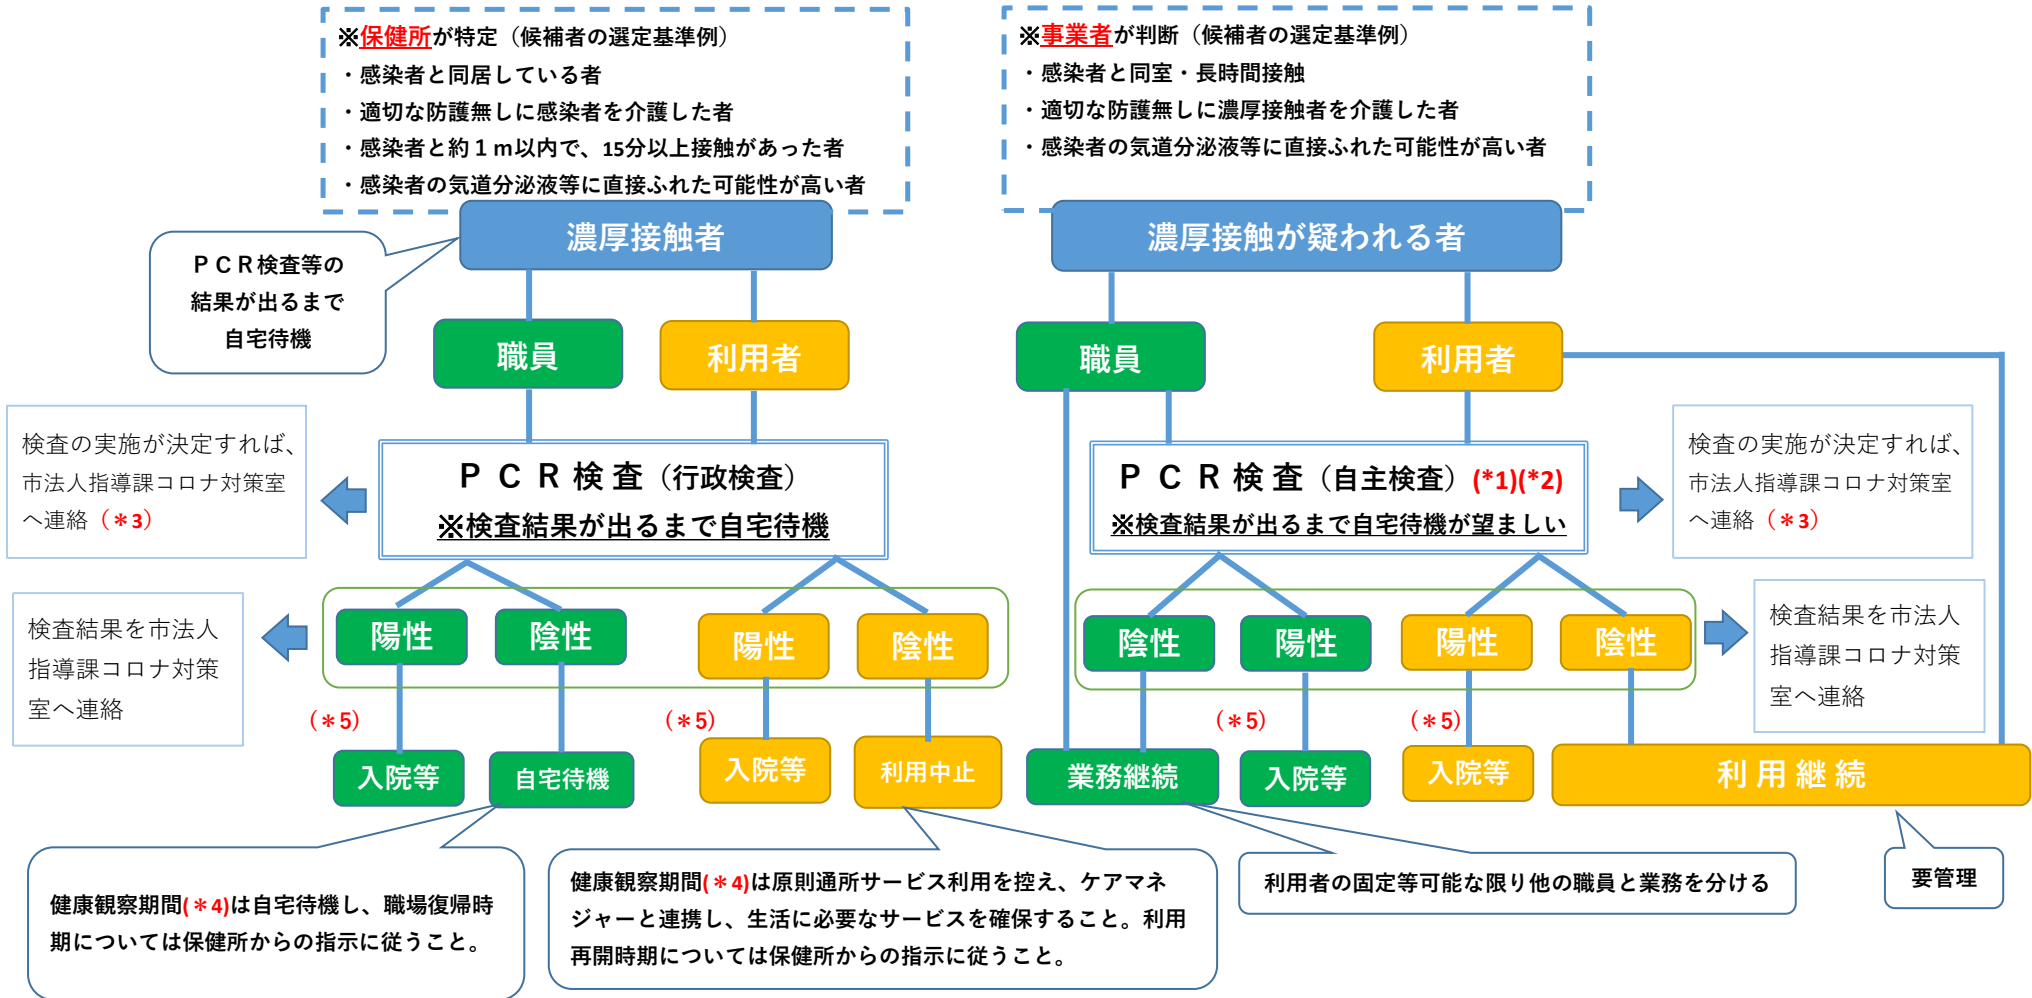 ※保健所が特定（候補者の選定基準例）
・感染者と同居している者
・適切な防護無しに感染者を介護した者
・感染者と約１ｍ以内で、15分以上接触があった者
・感染者の気道分泌液等に直接ふれた可能性が高い者
※事業者が判断（候補者の選定基準例）
・感染者と同室・長時間接触
・適切な防護無しに濃厚接触者を介護した者
・感染者の気道分泌液等に直接ふれた可能性が高い者
濃厚接触者
濃厚接触が疑われる者
ＰＣＲ検査等の
結果が出るまで
自宅待機
職員
利用者
職員
利用者
検査の実施が決定すれば、
市法人指導課コロナ対策室
へ連絡（＊3）
ＰＣＲ検査（行政検査）
※検査結果が出るまで自宅待機
ＰＣＲ検査（自主検査）(*1)(*2)
※検査結果が出るまで自宅待機が望ましい
検査の実施が決定すれば、
市法人指導課コロナ対策室
へ連絡（＊3）
検査結果を市法人
指導課コロナ対策
室へ連絡
陽性
陰性
陽性
陰性
陰性
陽性
陽性
陰性
検査結果を市法人
指導課コロナ対策
室へ連絡
（＊5）
（＊5）
（＊5）
（＊5）
入院等
自宅待機
入院等
利用中止
業務継続
入院等
入院等
利用継続
健康観察期間(＊4)は自宅待機し、職場復帰時
期については保健所からの指示に従うこと。
健康観察期間(＊4)は原則通所サービス利用を控え、ケアマネ
ジャーと連携し、生活に必要なサービスを確保すること。利用
再開時期については保健所からの指示に従うこと。
利用者の固定等可能な限り他の職員と業務を分ける
要管理